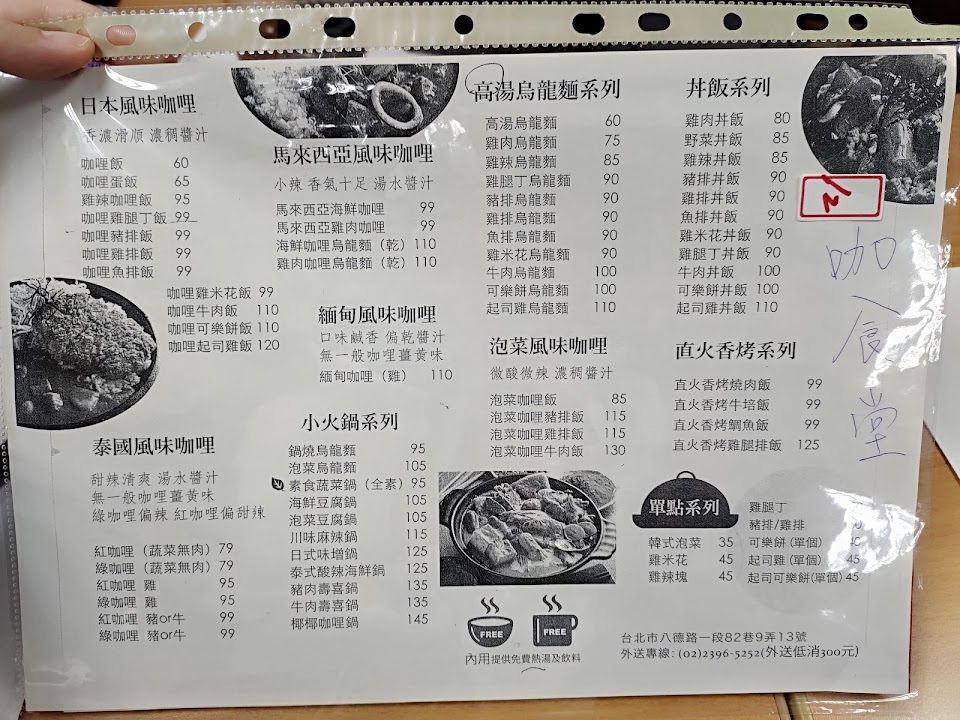 日本風味咖哩
香濃滑順 濃稠醬汁
咖哩飯 60
咖哩蛋飯 65
雞辣咖哩飯 95
咖哩雞腿丁飯 99
咖哩豬排飯 99
咖哩雞排飯 99
咖哩魚排飯 99
咖哩雞米花飯 99
咖哩牛肉飯 110
咖哩可樂餅飯 110
咖哩起司雞飯 120
泰國風味咖哩
甜辣清爽 湯水醬汁
無一般咖哩薑黃味
綠咖哩偏辣 紅咖哩偏甜辣
紅咖哩（蔬菜無肉）79
綠咖哩（蔬菜無肉）79
紅咖哩 雞 95
綠咖哩 雞 95
紅咖哩 豬or牛 99
綠咖哩 豬or牛 99
馬來西亞風味咖哩
小辣 香氣十足 湯水醬汁
馬來西亞海鮮咖哩 99
馬來西亞雞肉咖哩 99
海鮮咖哩烏龍麵（乾）110
雞肉咖哩烏龍麵（乾）110
緬甸風味咖哩
口味鹹香 偏乾醬汁
無一般咖哩薑黃味
緬甸咖哩（雞） 110
小火鍋系列
鍋燒烏龍麵 95
泡菜烏龍麵 105
素食蔬菜鍋（全素）95
海鮮豆腐鍋 105
泡菜豆腐鍋 105
川味麻辣鍋 115
日式味增鍋 125
泰式酸辣海鮮鍋 125
豬肉壽喜鍋 135
牛肉壽喜鍋 135
椰椰咖哩鍋 145
高湯烏龍麵系列
高湯烏龍麵 60
雞肉烏龍麵 75
雞辣烏龍麵 85
雞腿丁烏龍麵 90
豬排烏龍麵 90
雞排烏龍麵 90
魚排烏龍麵 90
雞米花烏龍麵 90
牛肉烏龍麵 100
可樂餅烏龍麵 100
起司雞烏龍麵 110
泡菜風味咖哩
微酸微辣 濃稠醬汁
泡菜咖哩飯 85
泡菜咖哩豬排飯 115
泡菜咖哩雞排飯 115
泡菜咖哩牛肉飯 130
FREE FREE
內用提供免費熱湯及飲料
丼飯系列
雞肉丼飯 80
野菜丼飯 85
雞辣丼飯 85
豬排丼飯 90
雞排丼飯 90
魚排丼飯 90
雞米花丼飯 90
雞腿丁丼飯 90
牛肉丼飯 100
可樂餅丼飯 100
起司雞丼飯 110
直火香烤系列
直火香烤燒肉飯 99
直火香烤牛培飯 99
直火香烤鯛魚飯 99
直火香烤雞腿排飯 125
單點系列
韓式泡菜 35
雞米花 45
雞辣塊 45
雞腿丁
豬排/雞排
可樂餅(單個)
起司雞(單個) 45
起司可樂餅(單個)45
台北市八德路一段82巷9弄13號
外送專線: (02)2396-5252(外送低消300元)
咖食堂